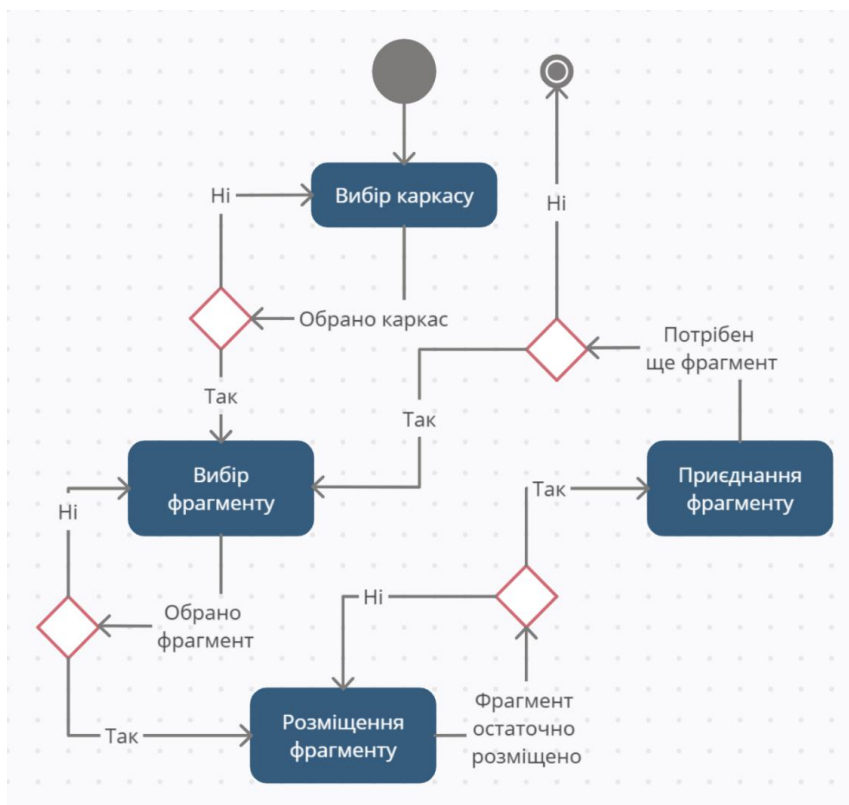 Ні
Вибір каркасу
Ні
Обрано каркас
Потрібен
ще фрагмент
Так
Так
Вибір
фрагменту
Приєднання
фрагменту
Так
Ні
Ні
Обрано
фрагмент
Фрагмент
остаточно
розміщено
Розміщення
фрагменту
Так